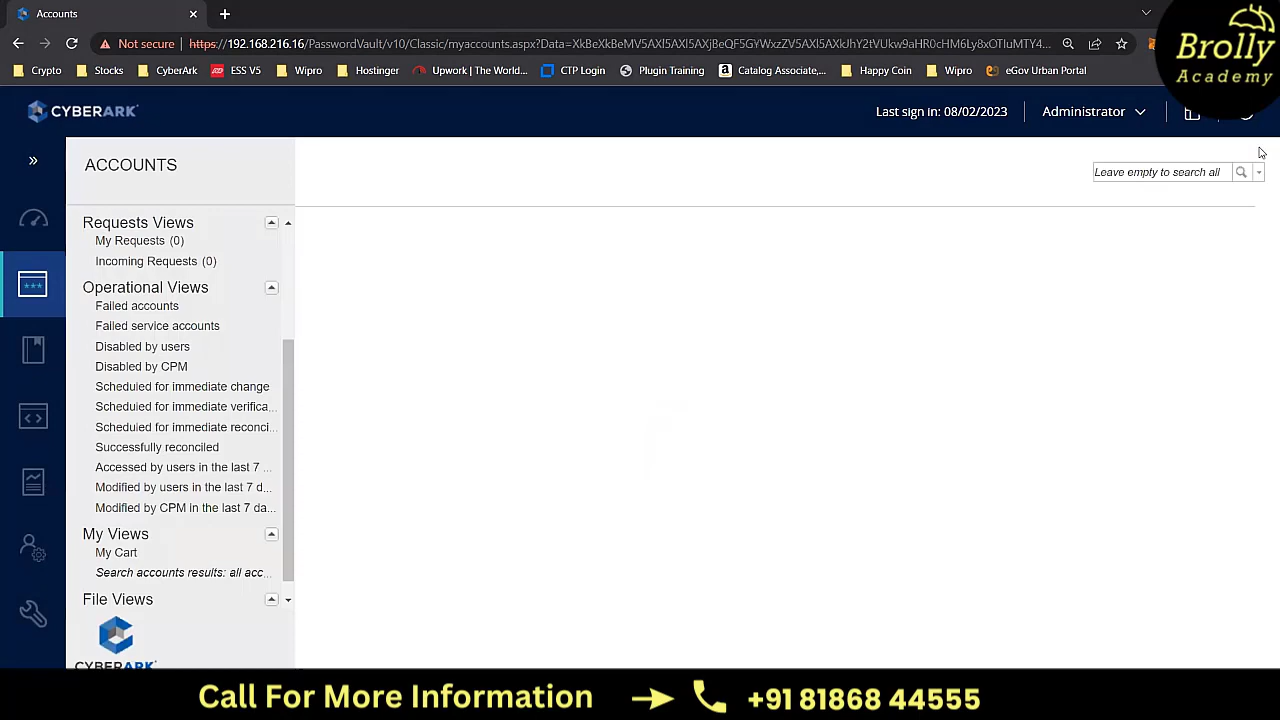 Accounts
Brolly
Academy
Not secure
https://192.168.216.16/PasswordVault/v10/Classic/myaccounts.aspx?Data=
Crypto
Stocks
CyberArk
ESS V5
Wipro
Hostinger
Upwork | The World...
CTP Login
Plugin Training
Catalog Associate,...
Happy Coin
Wipro
eGov Urban Portal
CYBERARK
Last sign in: 08/02/2023
Administrator
ACCOUNTS
Leave empty to search all
Requests Views
My Requests (0)
Incoming Requests (0)
Operational Views
Failed accounts
Failed service accounts
Disabled by users
Disabled by CPM
Scheduled for immediate change
Scheduled for immediate verifica...
Scheduled for immediate reconci...
Successfully reconciled
Accessed by users in the last 7 ...
Modified by users in the last 7 d...
Modified by CPM in the last 7 da...
My Views
My Cart
Search accounts results: all acc...
File Views
CYBERARK
Call For More Information
+91 81868 44555